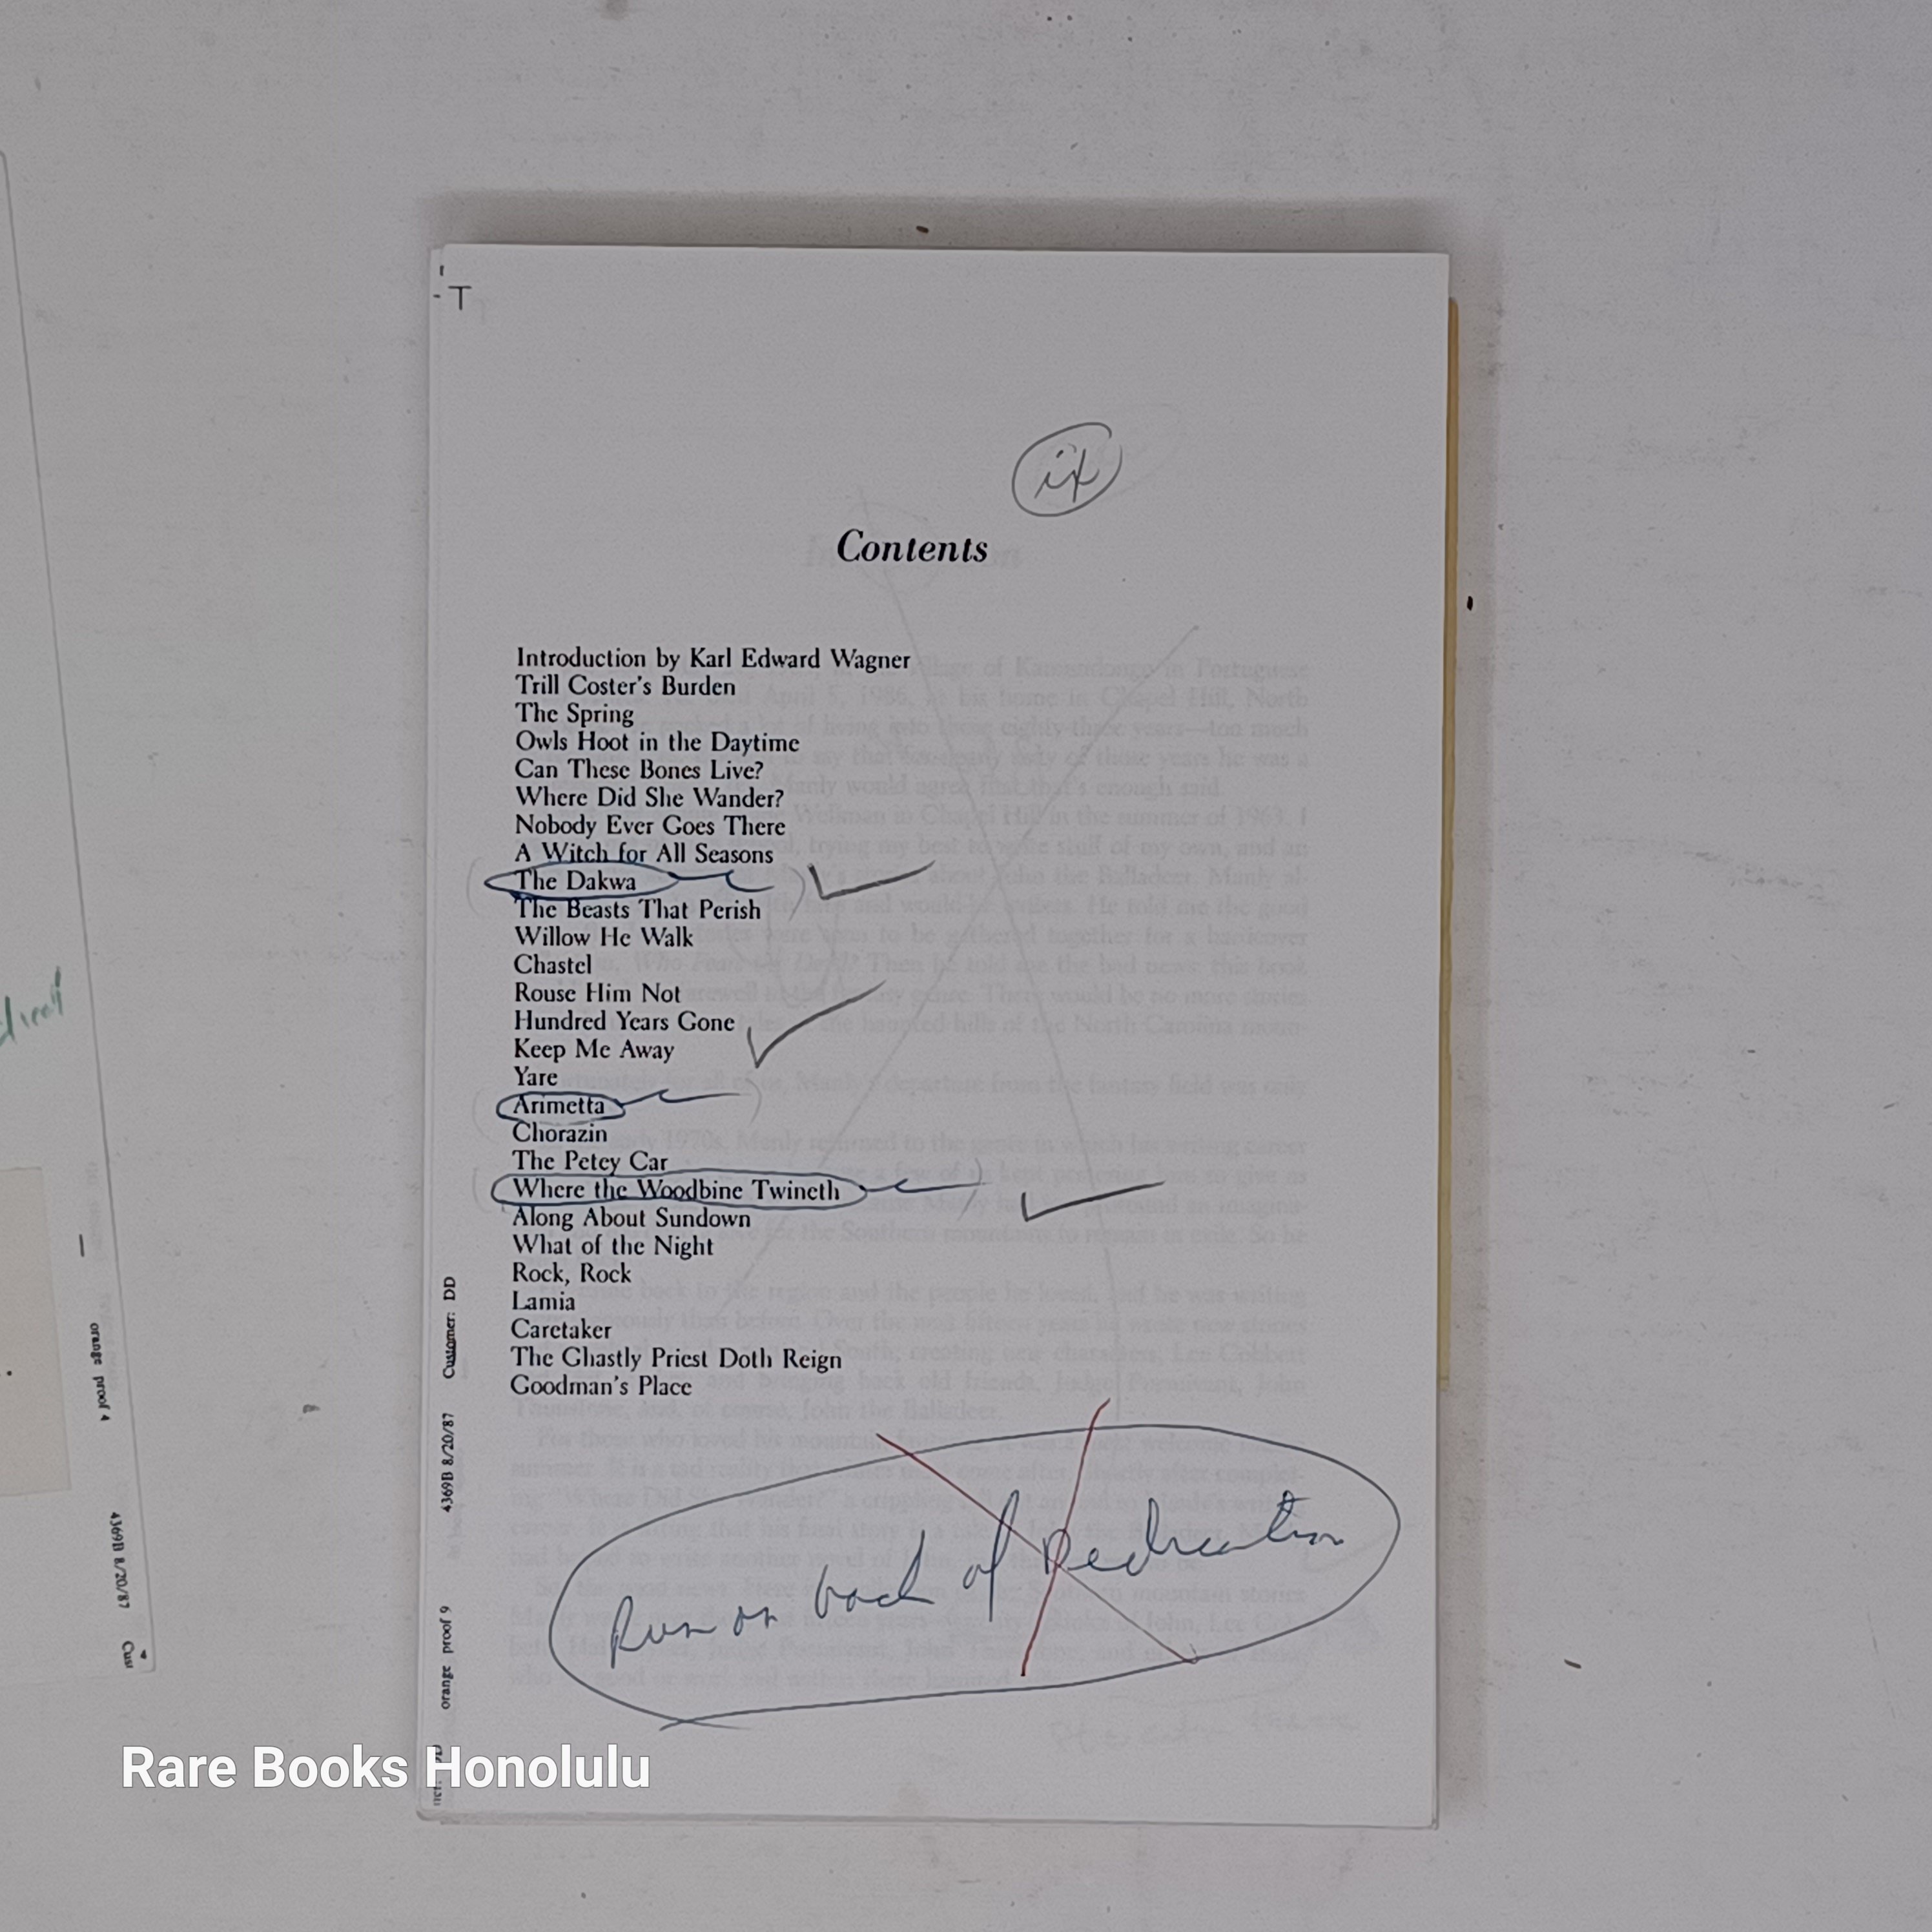 T
ix
Contents
Introduction by Karl Edward Wagner
Trill Coster's Burden
The Spring
Owls Hoot in the Daytime
Can These Bones Live?
Where Did She Wander?
Nobody Ever Goes There
A Witch for All Seasons
The Dakwa
The Beasts That Perish
Willow He Walk
Chastel
Rouse Him Not
Hundred Years Gone
Keep Me Away
Yare
Arimetta
Chorazin
The Petey Car
Where the Woodbine Twineth
Along About Sundown
What of the Night
Rock, Rock
Lamia
Caretaker
The Ghastly Priest Doth Reign
Goodman's Place
Run on back of Dedication
orange proof 9 4369B 8/20/87 Customer: DD
orange proof 4 4369B 8/20/87 Cust
Rare Books Honolulu